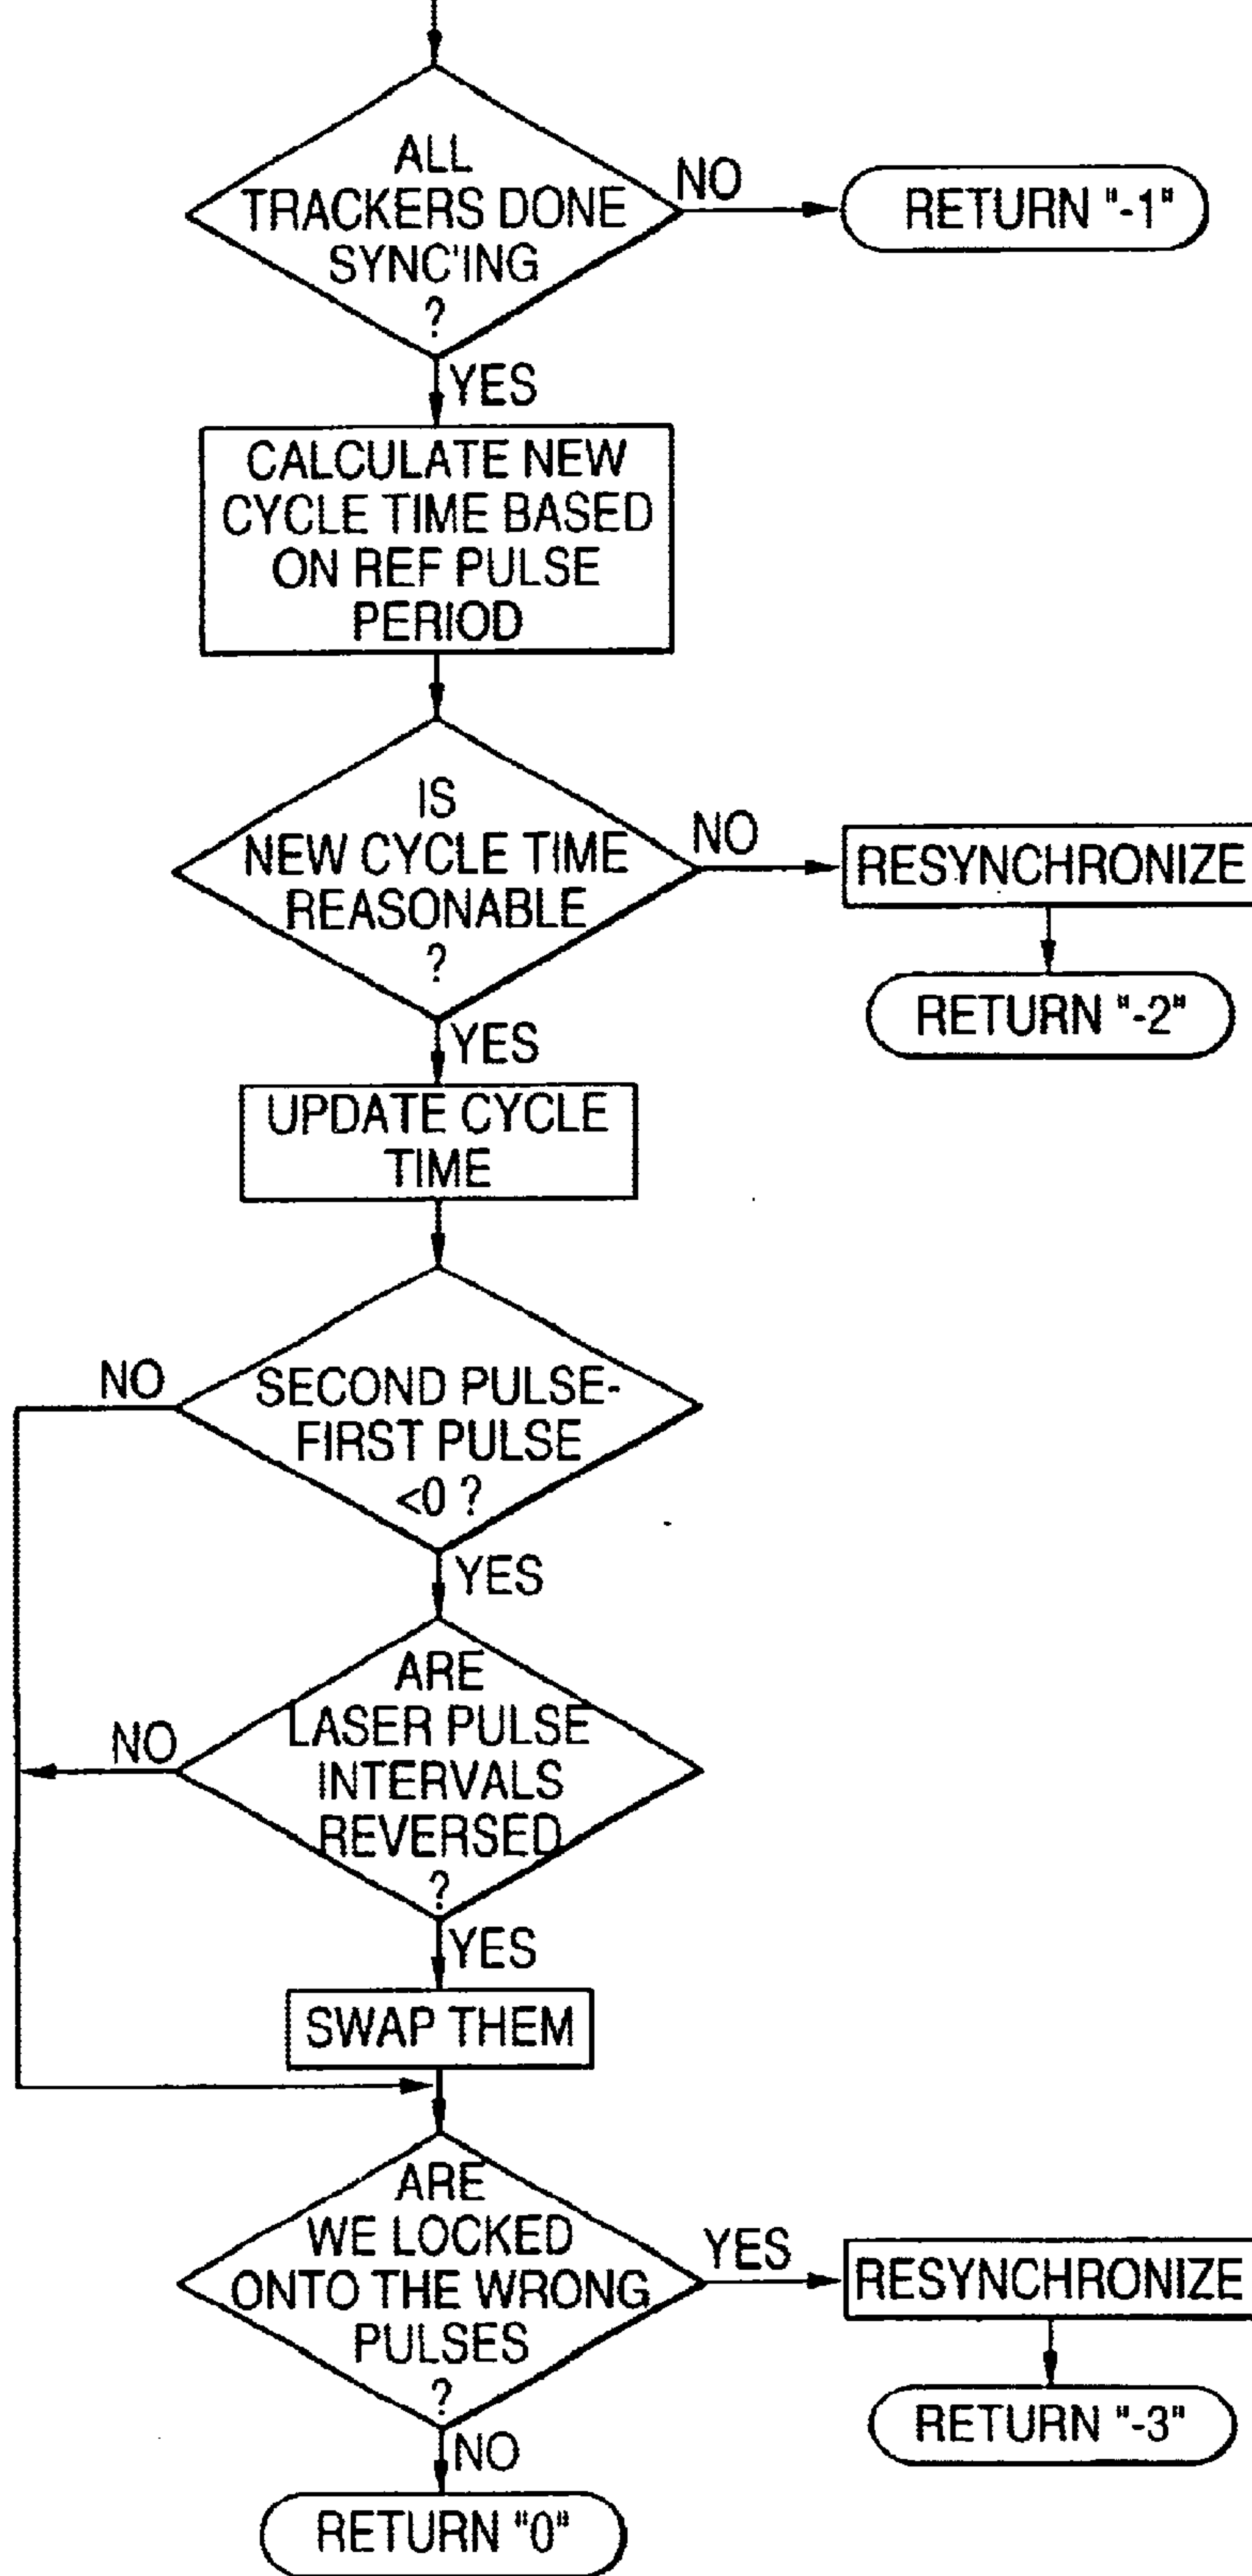 ALL
TRACKERS DONE
SYNC'ING
?
NO
RETURN "-1"
YES
CALCULATE NEW
CYCLE TIME BASED
ON REF PULSE
PERIOD
IS
NEW CYCLE TIME
REASONABLE
?
NO
RESYNCHRONIZE
RETURN "-2"
YES
UPDATE CYCLE
TIME
NO
SECOND PULSE-
FIRST PULSE
<0 ?
YES
ARE
LASER PULSE
INTERVALS
REVERSED
?
NO
YES
SWAP THEM
ARE
WE LOCKED
ONTO THE WRONG
PULSES
?
YES
RESYNCHRONIZE
RETURN "-3"
NO
RETURN "0"